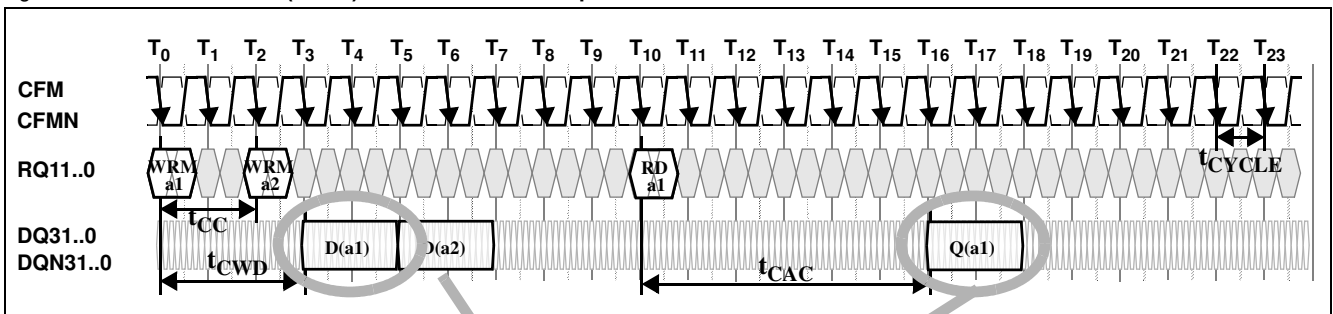 T0 T1 T2 T3 T4 T5 T6 T7 T8 T9 T10 T11 T12 T13 T14 T15 T16 T17 T18 T19 T20 T21 T22 T23
CFM
CFMN
RQ11..0
WRM a1
WRM a2
RD a1
tCYCLE
tCC
DQ31..0
DQN31..0
D(a1)
D(a2)
Q(a1)
tCWD
tCAC